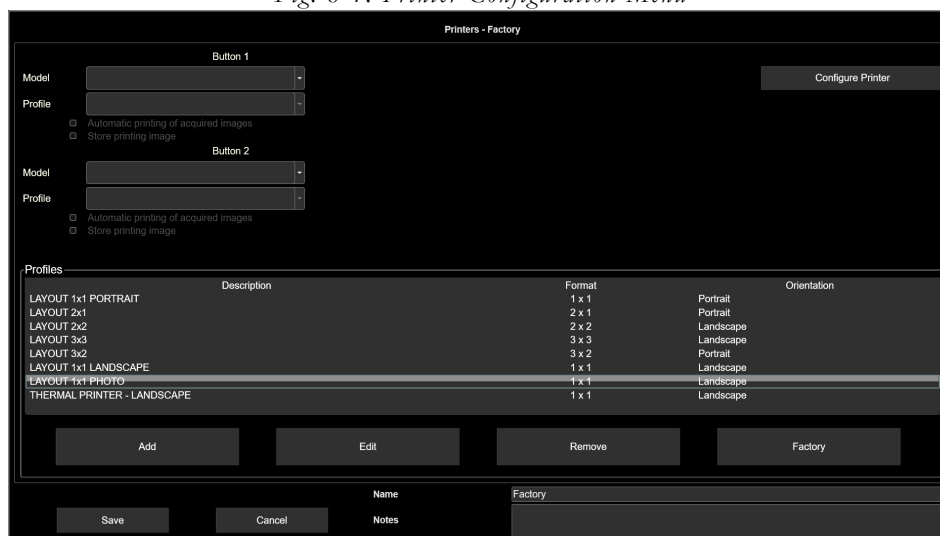 Fig. 8-7: Printer Configuration Menu
Printers - Factory
Button 1
Model
Configure Printer
Profile
Automatic printing of acquired images
Store printing image
Button 2
Model
Profile
Automatic printing of acquired images
Store printing image
Profiles
Description Format Orientation
LAYOUT 1x1 PORTRAIT 1 x 1 Portrait
LAYOUT 2x1 2 x 1 Portrait
LAYOUT 2x2 2 x 2 Landscape
LAYOUT 3x3 3 x 3 Landscape
LAYOUT 3x2 3 x 2 Portrait
LAYOUT 1x1 LANDSCAPE 1 x 1 Landscape
LAYOUT 1x1 PHOTO 1 x 1 Landscape
THERMAL PRINTER - LANDSCAPE 1 x 1 Landscape
Add Edit Remove Factory
Name Factory
Save Cancel Notes